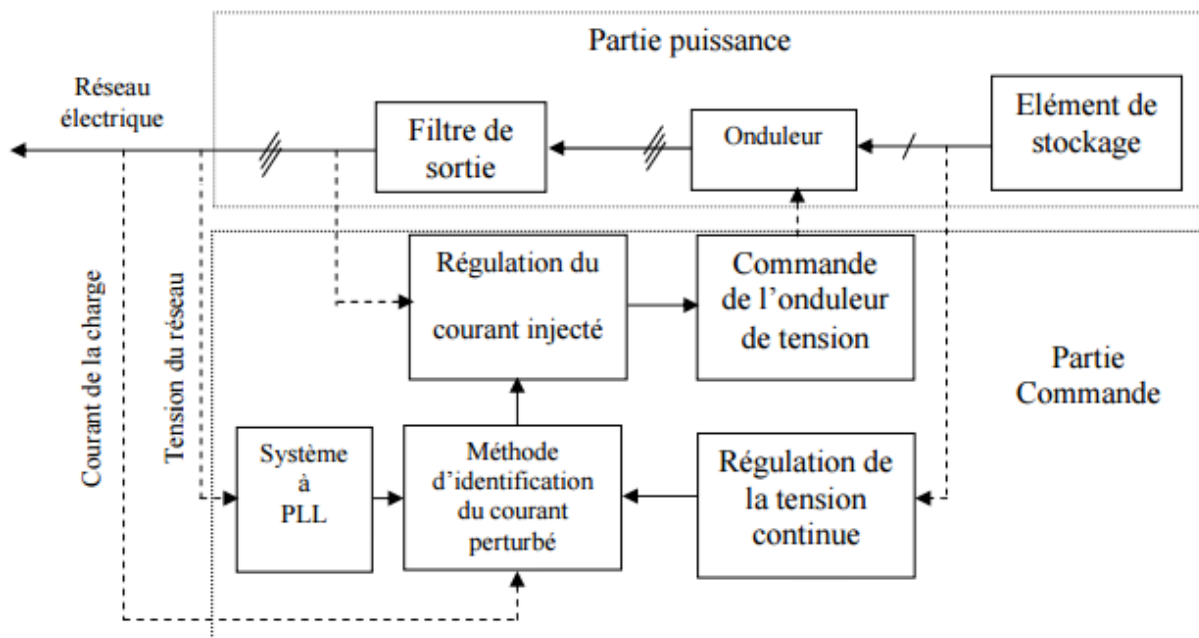 Partie puissance
Réseau
électrique
Filtre de
sortie
Onduleur
Elément de
stockage
Courant de la charge
Tension du réseau
Régulation du
courant injecté
Commande
de l’onduleur
de tension
Partie
Commande
Système
à
PLL
Méthode
d’identification
du courant
perturbé
Régulation de
la tension
continue